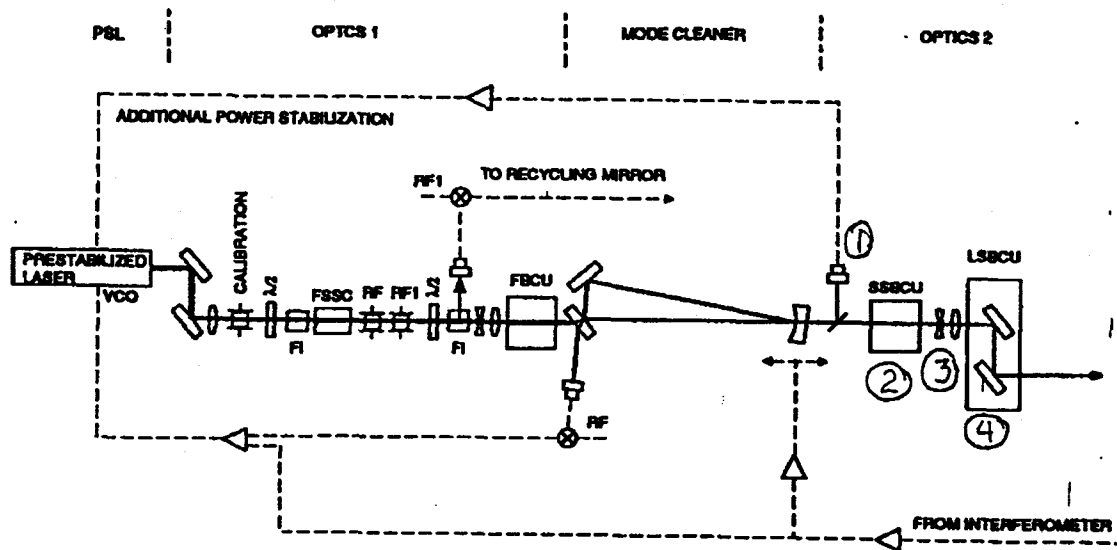 PSL
OPTCS 1
MODE CLEANER
OPTICS 2
ADDITIONAL POWER STABILIZATION
RF1
TO RECYCLING MIRROR
①
PRESTABILIZED
LASER
VCO
CALIBRATION
λ/2
FI
FSSC
RF
RF1
λ/2
FI
FBCU
SSBCU
LSBCU
②
③
④
RF
FROM INTERFEROMETER